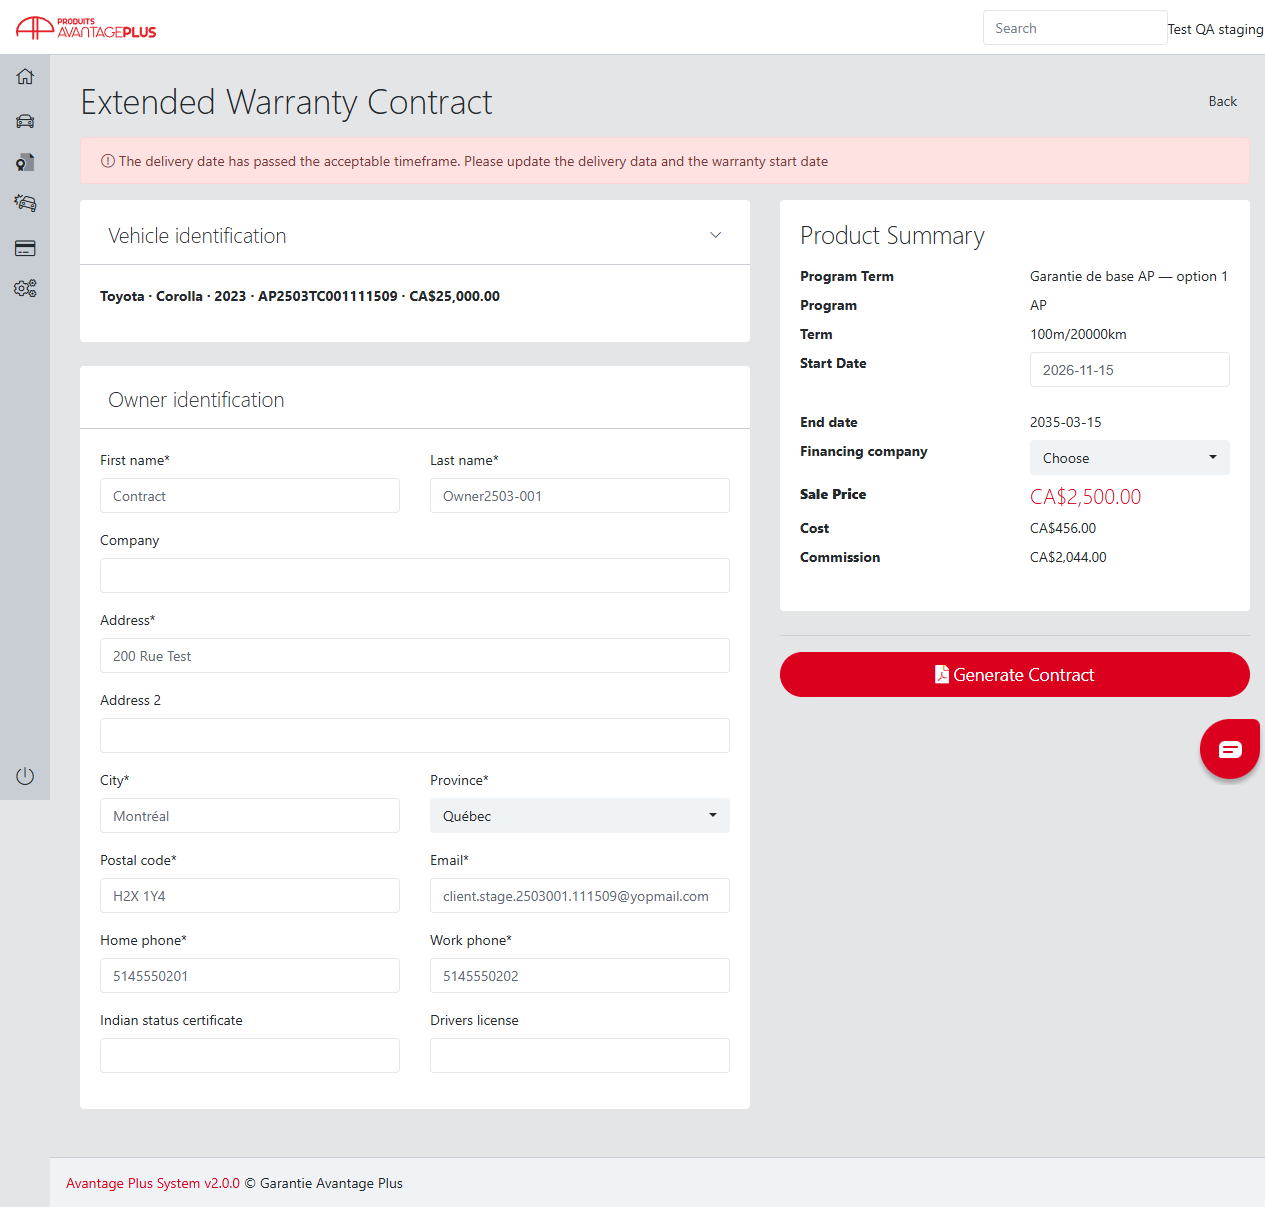 PRODUITS
AVANTAGEPLUS
Search
Test QA staging
Extended Warranty Contract
Back
The delivery date has passed the acceptable timeframe. Please update the delivery data and the warranty start date
Vehicle identification
Toyota · Corolla · 2023 · AP2503TC001111509 · CA$25,000.00
Owner identification
First name*
Last name*
Contract
Owner2503-001
Company
Address*
200 Rue Test
Address 2
City*
Province*
Montréal
Québec
Postal code*
Email*
H2X 1Y4
client.stage.2503001.111509@yopmail.com
Home phone*
Work phone*
5145550201
5145550202
Indian status certificate
Drivers license
Product Summary
Program Term
Garantie de base AP — option 1
Program
AP
Term
100m/20000km
Start Date
2026-11-15
End date
2035-03-15
Financing company
Choose
Sale Price
CA$2,500.00
Cost
CA$456.00
Commission
CA$2,044.00
Generate Contract
Avantage Plus System v2.0.0 © Garantie Avantage Plus